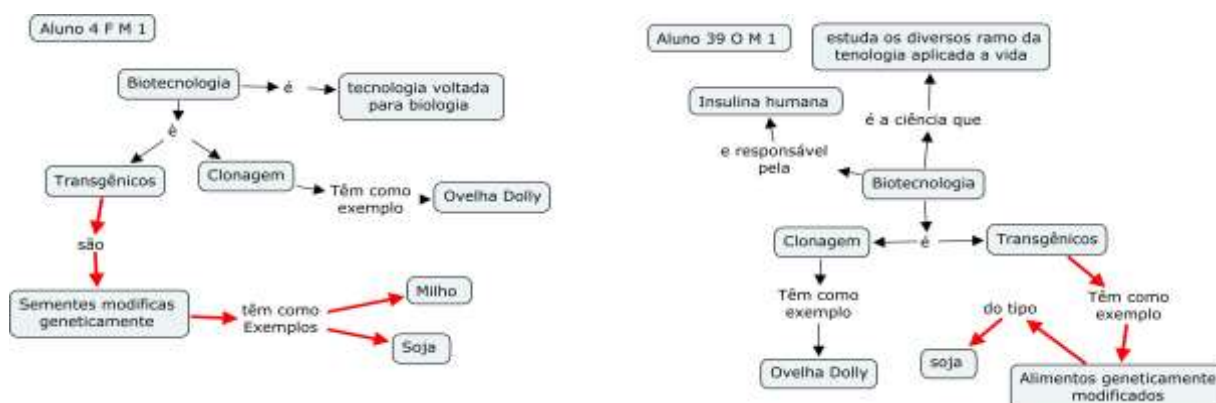 Aluno 4 F M 1
Biotecnologia
é
tecnologia voltada
para biologia
é
Transgênicos
Clonagem
Têm como
exemplo
Ovelha Dolly
são
Sementes modificas
geneticamente
têm como
Exemplos
Milho
Soja
Aluno 39 O M 1
estuda os diversos ramo da
tenologia aplicada a vida
Insulina humana
é a ciência que
e responsável
pela
Biotecnologia
Clonagem
é
Transgênicos
Têm como
exemplo
Ovelha Dolly
Têm como
exemplo
do tipo
soja
Alimentos geneticamente
modificados